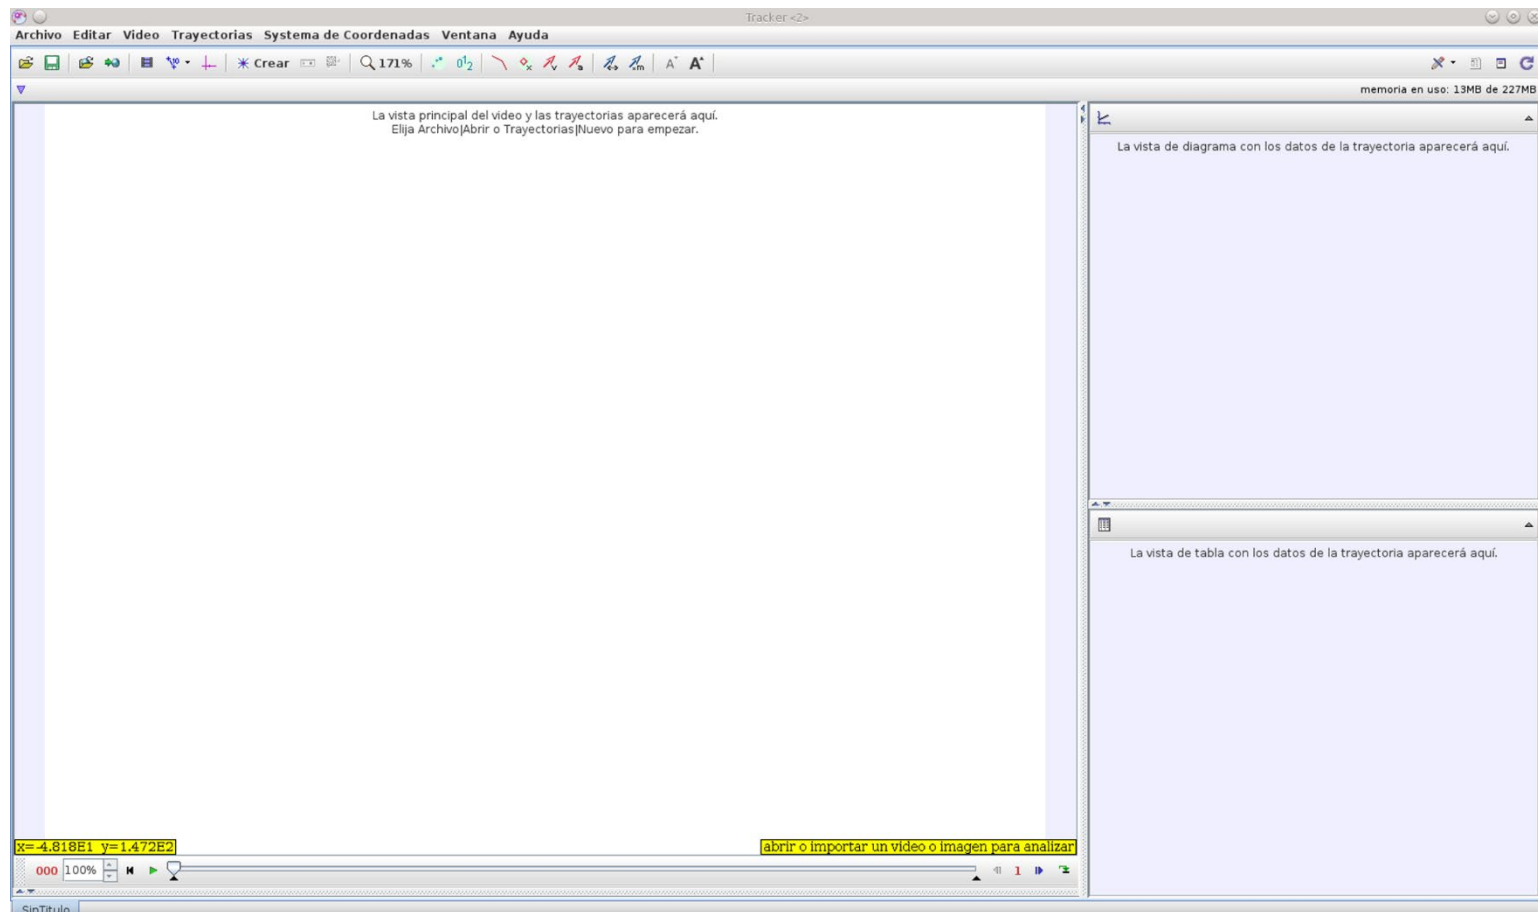 Tracker <2>
Archivo Editar Video Trayectorias Systema de Coordenadas Ventana Ayuda
Crear 171% A A
memoria en uso: 13MB de 227MB
La vista principal del video y las trayectorias aparecerá aquí.
Elija Archivo|Abrir o Trayectorias|Nuevo para empezar.
La vista de diagrama con los datos de la trayectoria aparecerá aquí.
La vista de tabla con los datos de la trayectoria aparecerá aquí.
x=-4.818E1 y=1.472E2
abrir o importar un video o imagen para analizar
000 100% 1
SinTitulo